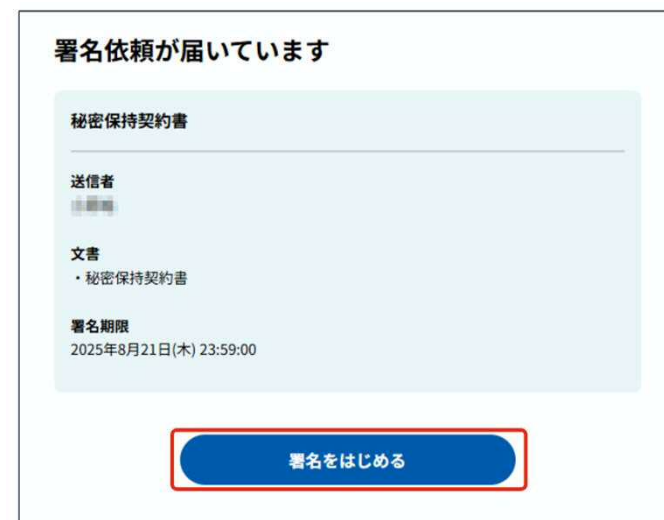 署名依頼が届いています
秘密保持契約書
送信者
文書
・秘密保持契約書
署名期限
2025年8月21日(木) 23:59:00
署名をはじめる